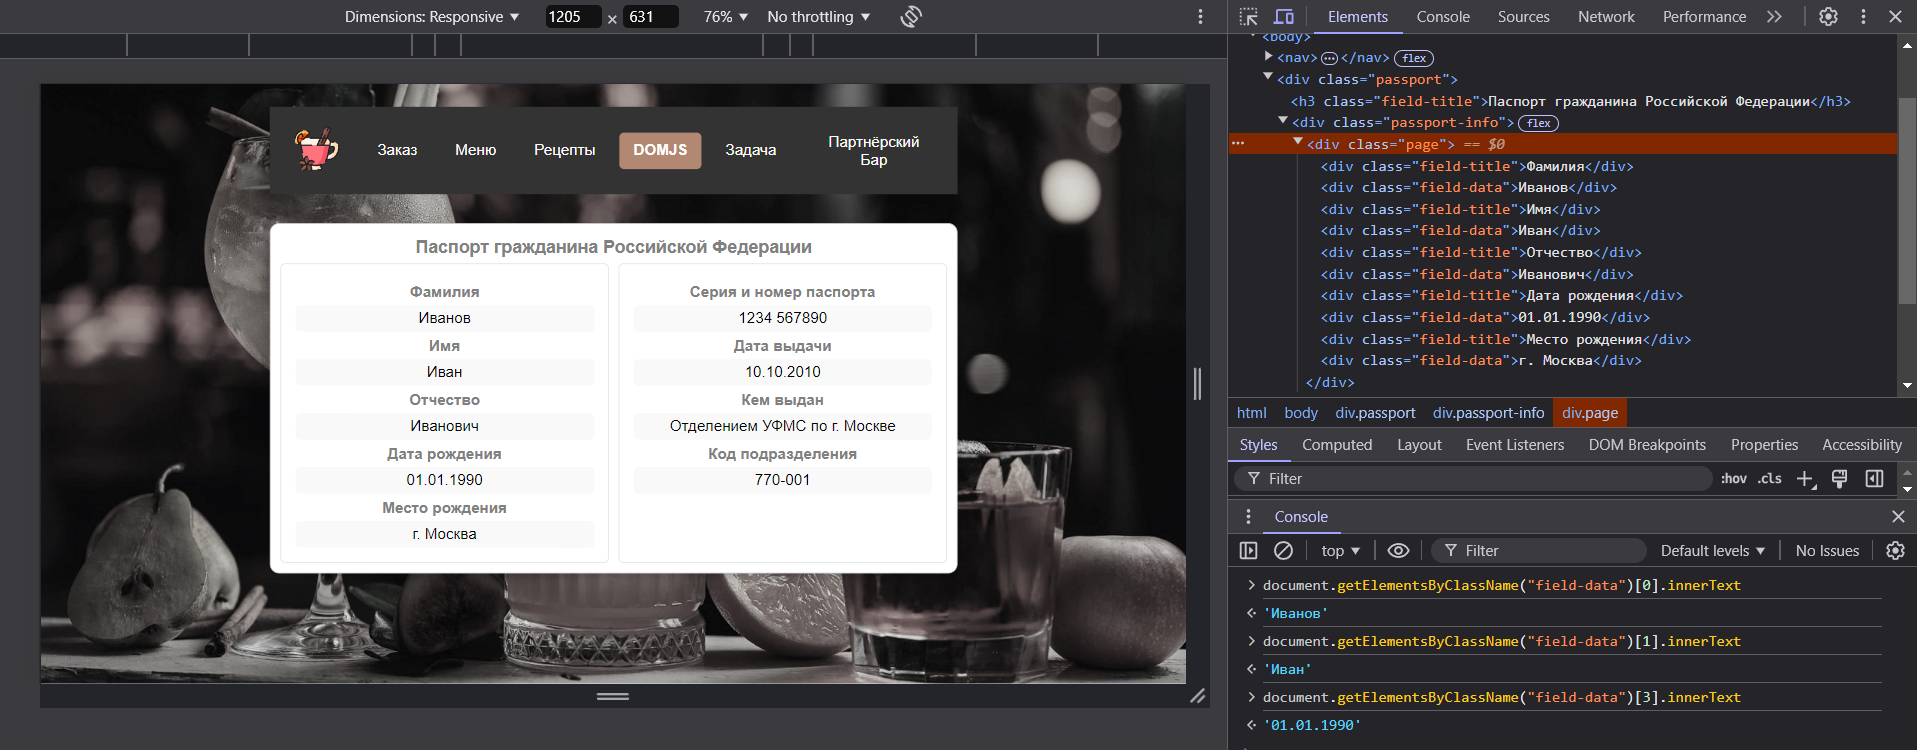 Dimensions: Responsive ▼ 1205 × 631 76% ▼ No throttling ▼
Заказ Меню Рецепты DOMJS Задача Партнёрский Бар
Паспорт гражданина Российской Федерации
Фамилия
Иванов
Имя
Иван
Отчество
Иванович
Дата рождения
01.01.1990
Место рождения
г. Москва
Серия и номер паспорта
1234 567890
Дата выдачи
10.10.2010
Кем выдан
Отделением УФМС по г. Москве
Код подразделения
770-001
Elements Console Sources Network Performance
<body>
<nav> ··· </nav> flex
<div class="passport">
<h3 class="field-title">Паспорт гражданина Российской Федерации</h3>
<div class="passport-info"> flex
··· <div class="page"> == $0
<div class="field-title">Фамилия</div>
<div class="field-data">Иванов</div>
<div class="field-title">Имя</div>
<div class="field-data">Иван</div>
<div class="field-title">Отчество</div>
<div class="field-data">Иванович</div>
<div class="field-title">Дата рождения</div>
<div class="field-data">01.01.1990</div>
<div class="field-title">Место рождения</div>
<div class="field-data">г. Москва</div>
</div>
html body div.passport div.passport-info div.page
Styles Computed Layout Event Listeners DOM Breakpoints Properties Accessibility
Filter :hov .cls
Console
top ▼ Filter Default levels ▼ No Issues
document.getElementsByClassName("field-data")[0].innerText
'Иванов'
document.getElementsByClassName("field-data")[1].innerText
'Иван'
document.getElementsByClassName("field-data")[3].innerText
'01.01.1990'